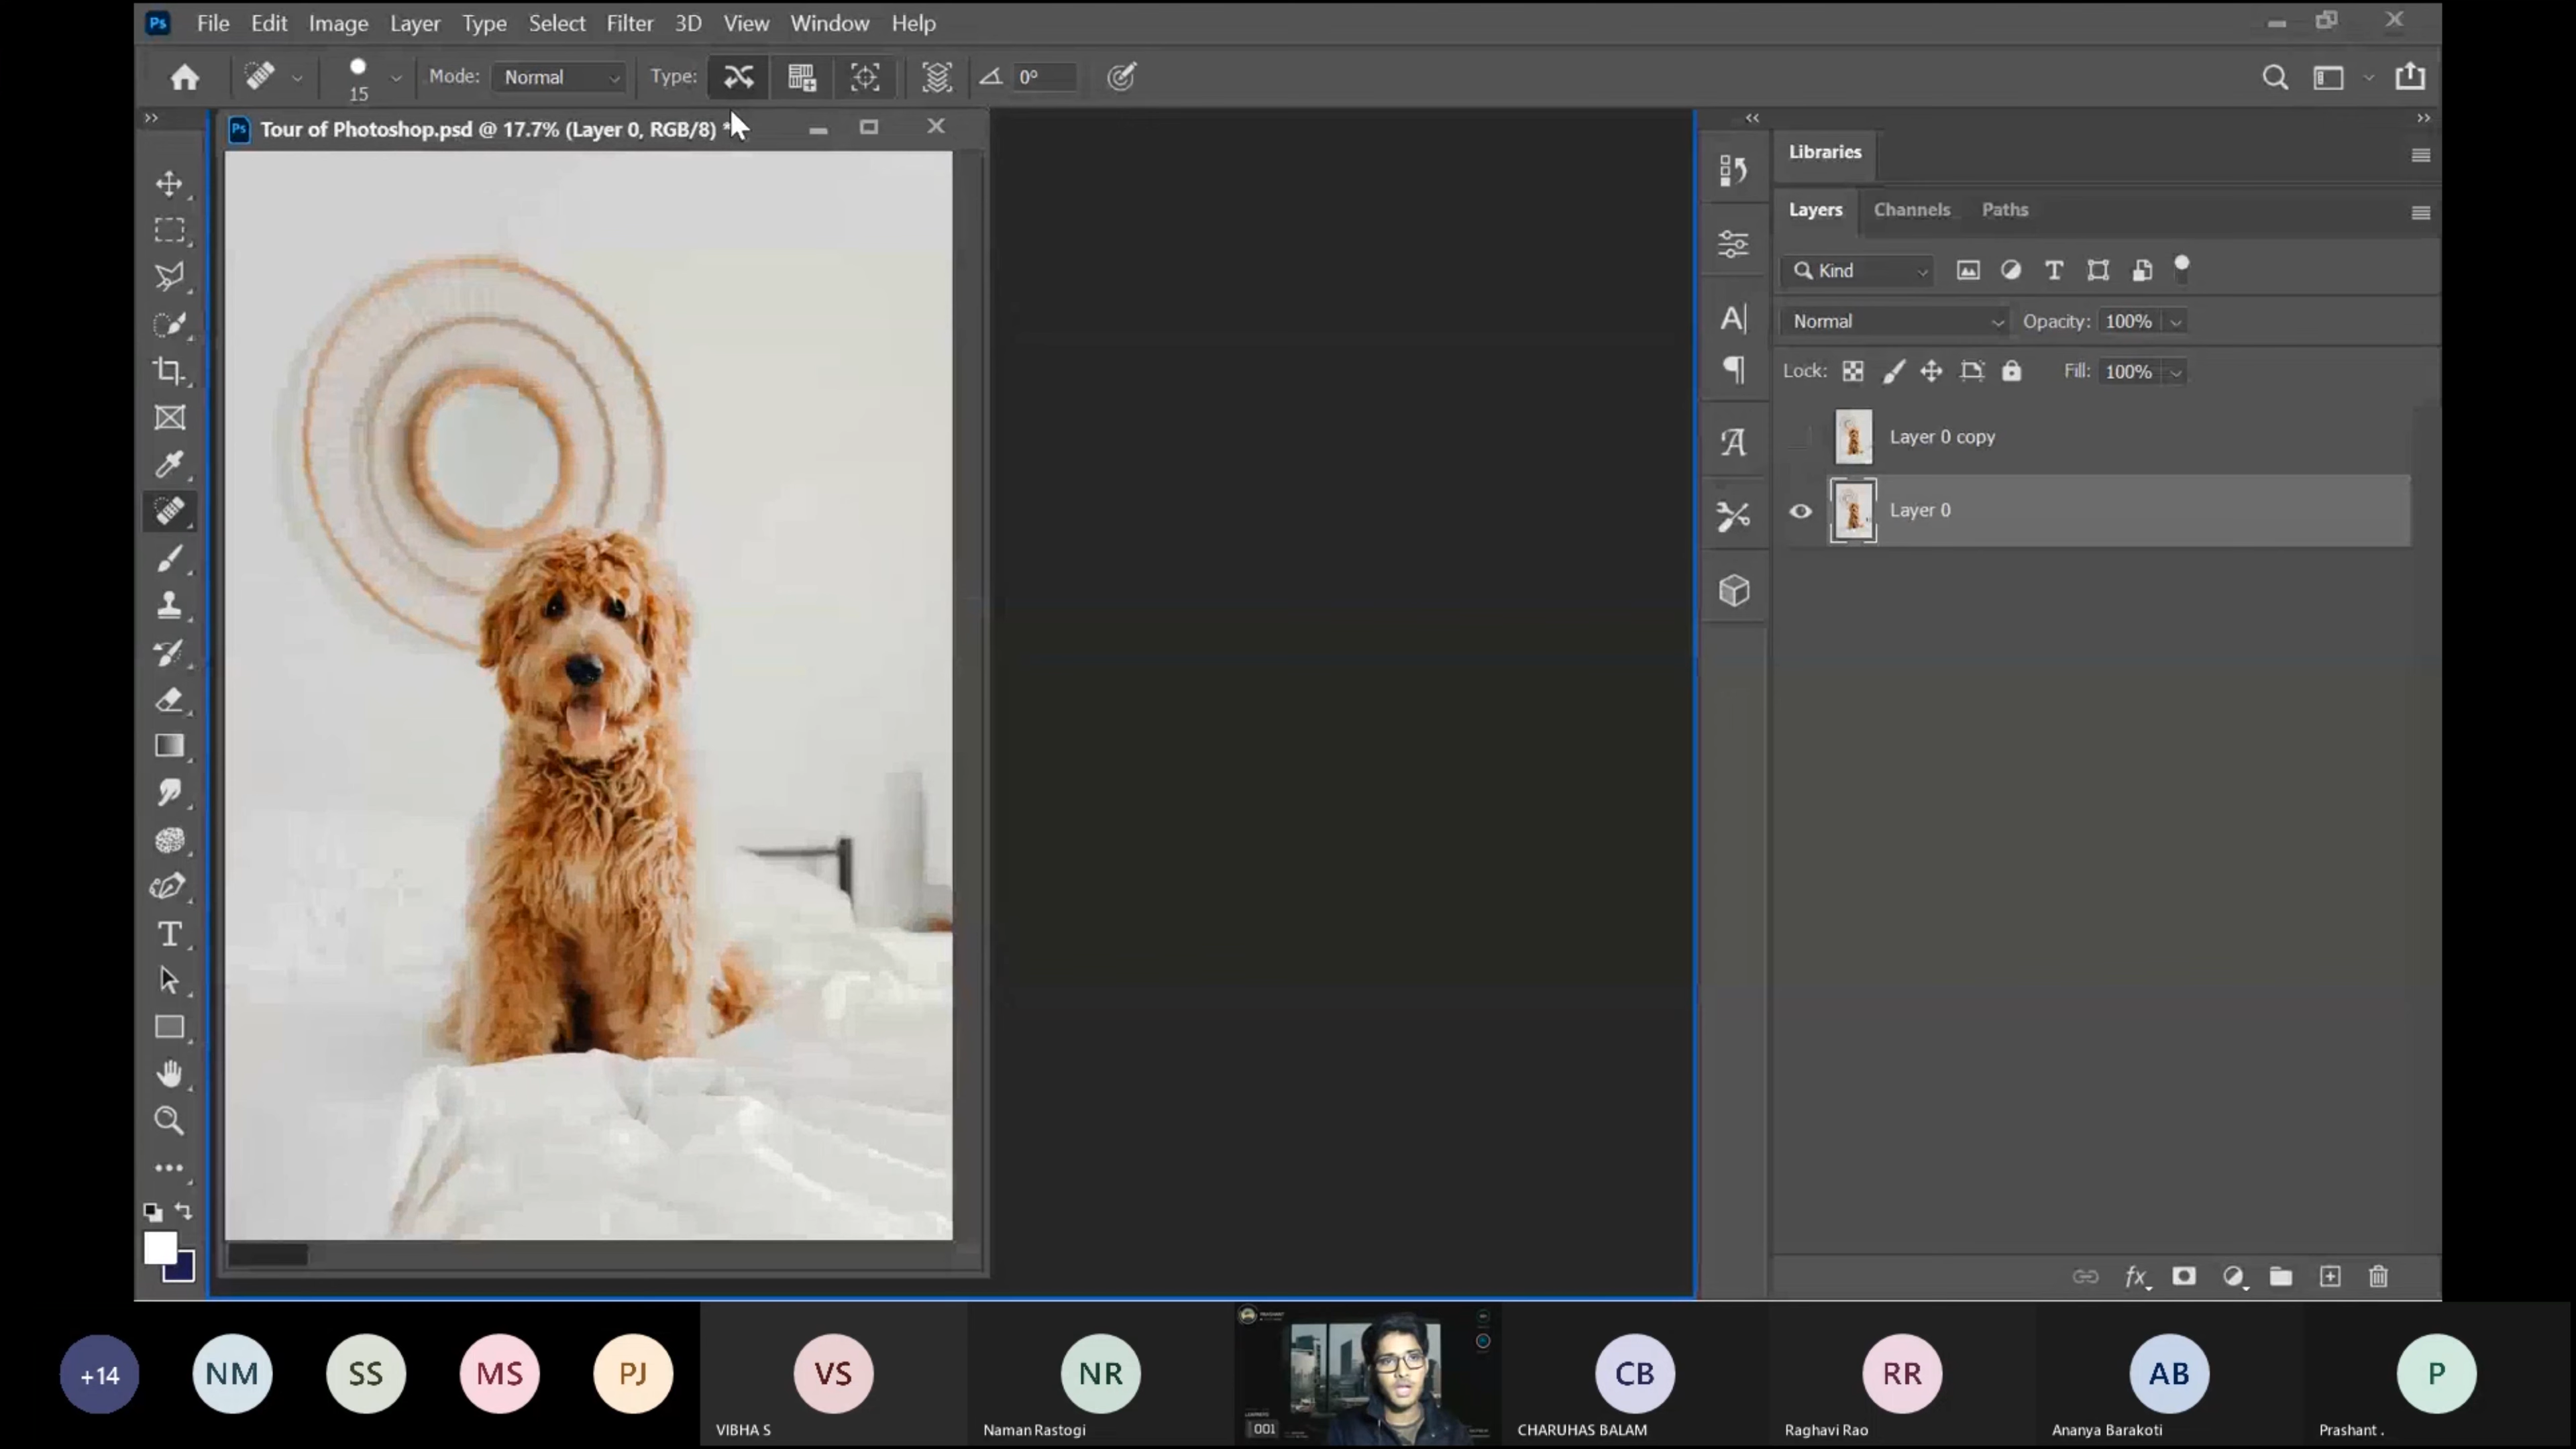 Ps File Edit Image Layer Type Select Filter 3D View Window Help
15 Mode: Normal Type: 0°
Ps Tour of Photoshop.psd @ 17.7% (Layer 0, RGB/8) *
Libraries
Layers Channels Paths
Kind
Normal Opacity: 100%
Lock: Fill: 100%
Layer 0 copy
Layer 0
fx
+14 NM SS MS PJ VS NR CB RR AB P
001
VIBHA S Naman Rastogi CHARUHAS BALAM Raghavi Rao Ananya Barakoti Prashant .